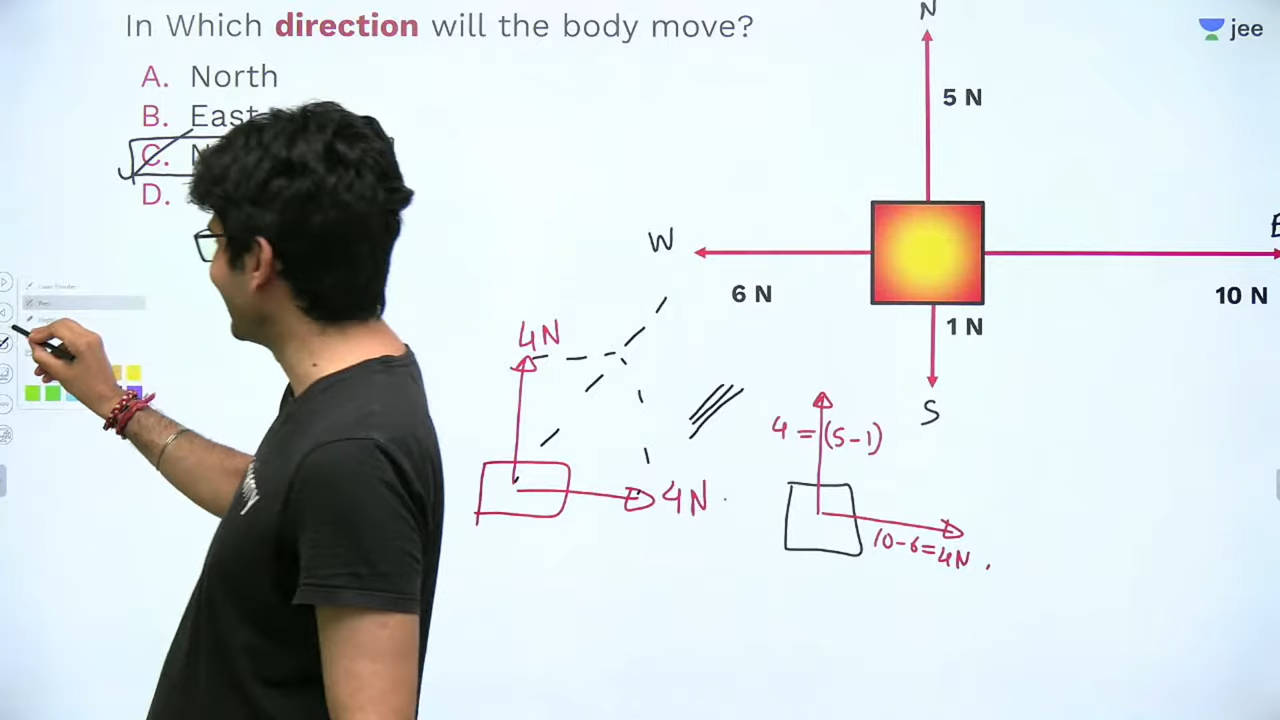 In Which direction will the body move?
A. North
B. East
C. N
D.
N
5 N
jee
W
E
6 N
10 N
1 N
S
4N
4N
4 = (5-1)
10-6=4N.